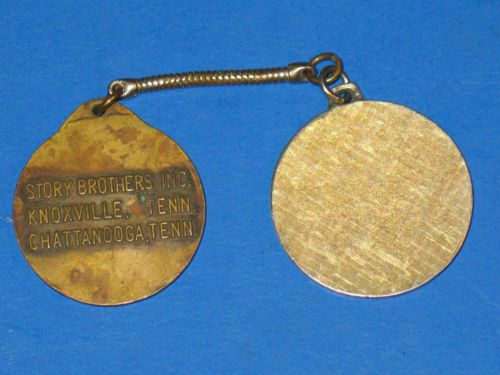 STORY BROTHERS INC.
KNOXVILLE, TENN.
CHATTANOOGA, TENN.